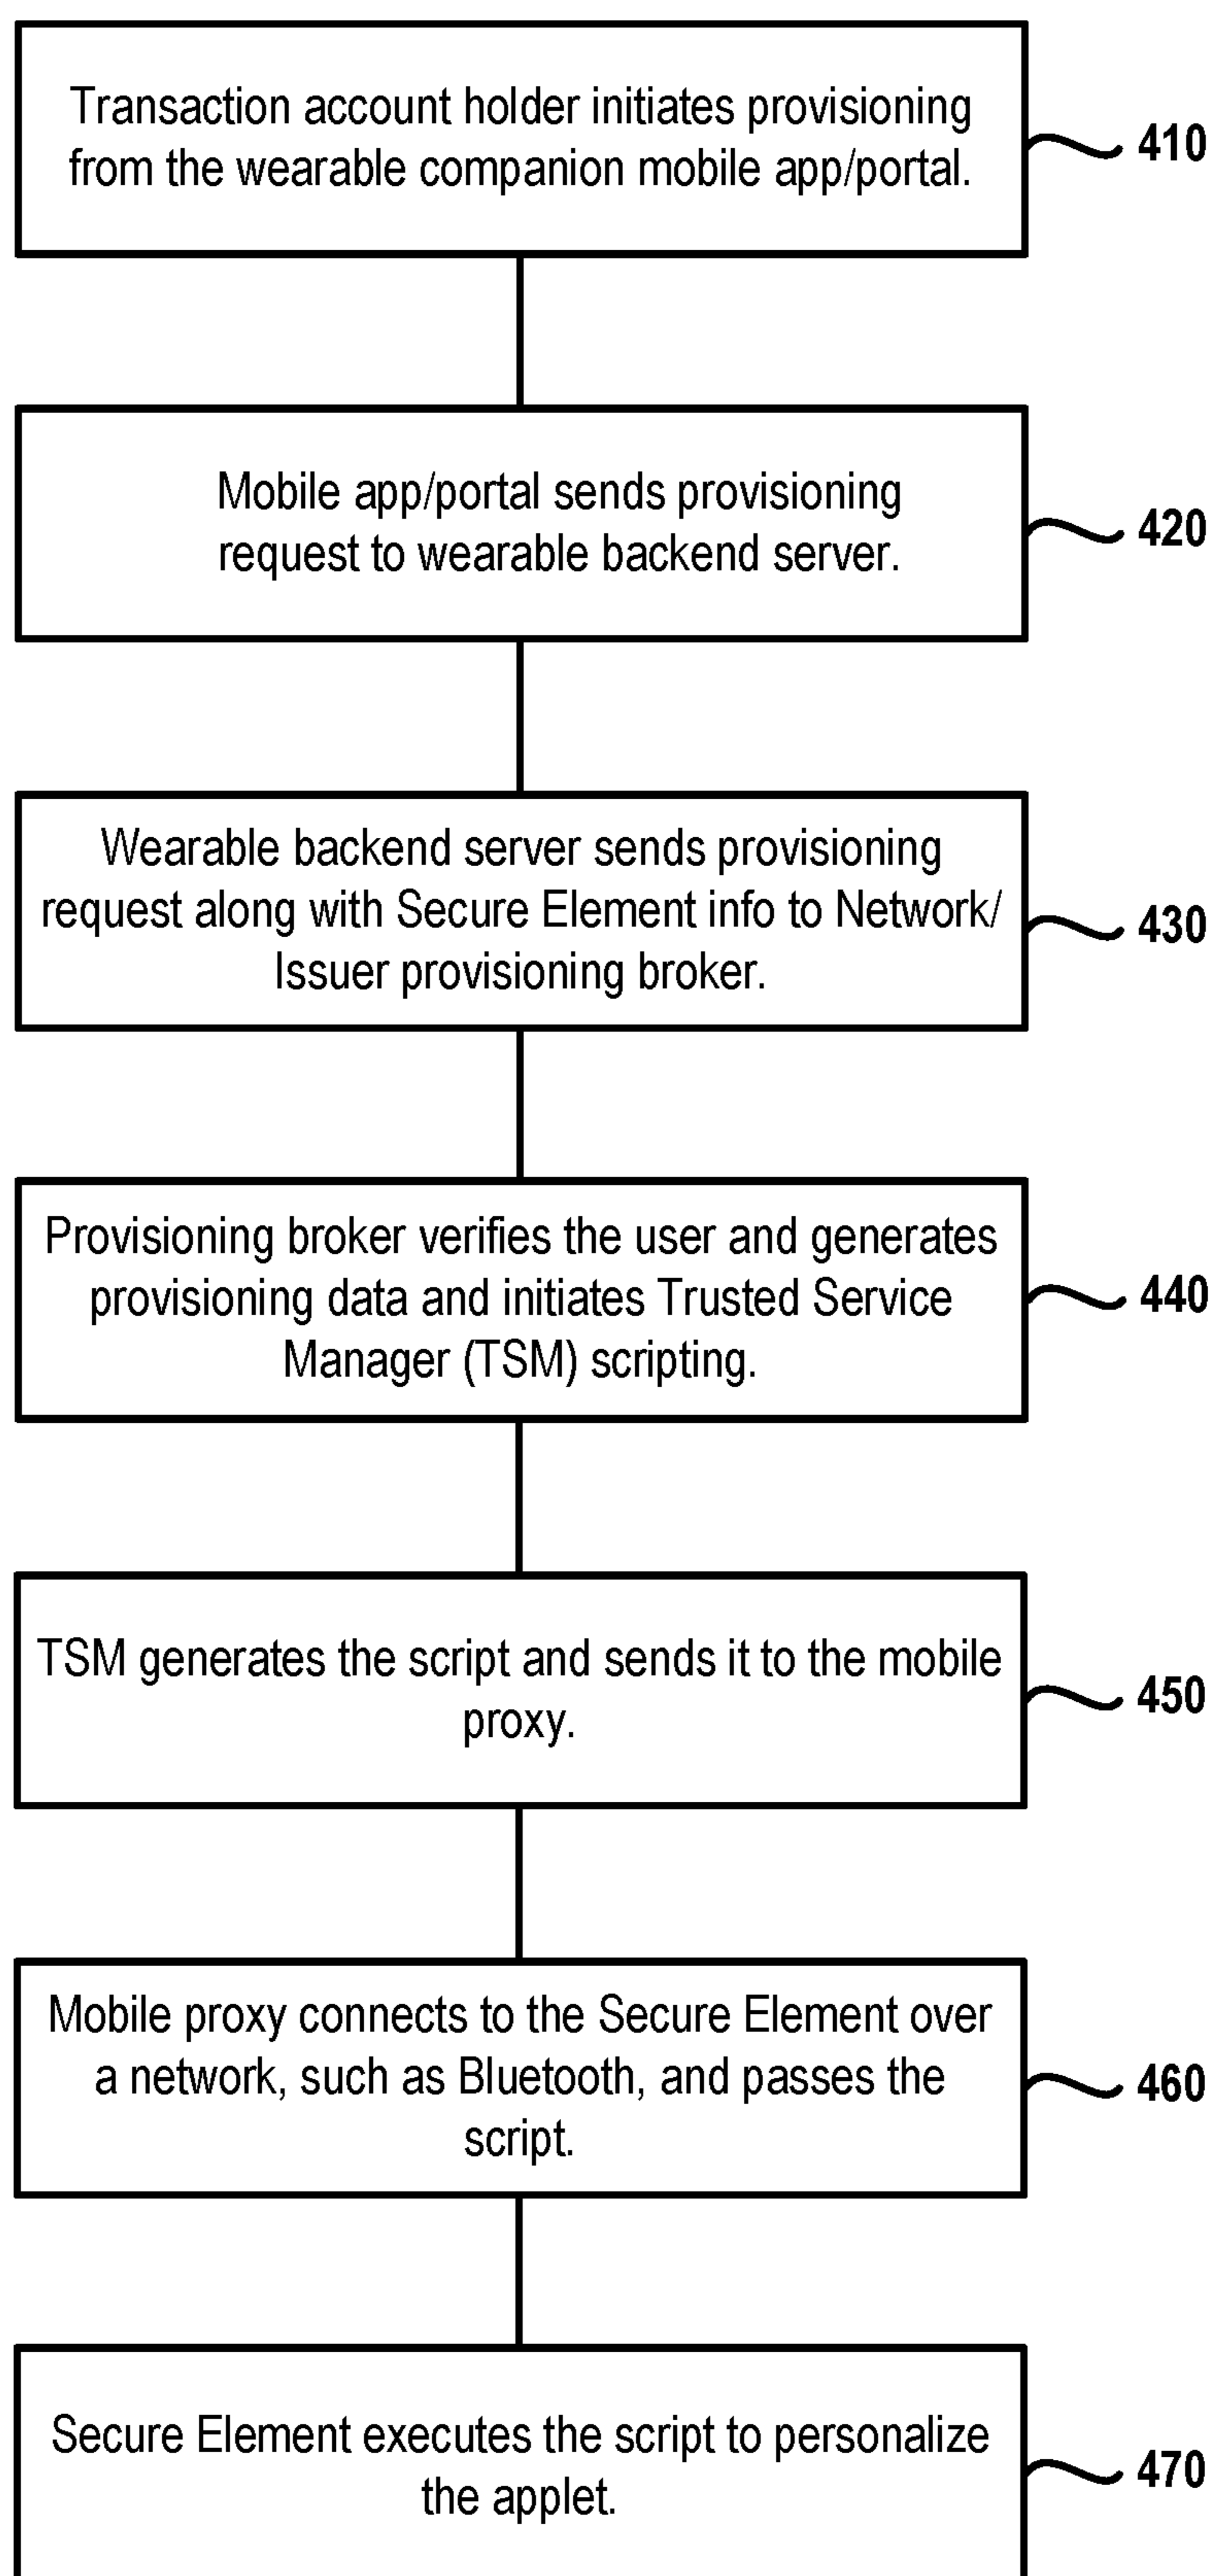 Transaction account holder initiates provisioning
from the wearable companion mobile app/portal.
410
Mobile app/portal sends provisioning
request to wearable backend server.
420
Wearable backend server sends provisioning
request along with Secure Element info to Network/
Issuer provisioning broker.
430
Provisioning broker verifies the user and generates
provisioning data and initiates Trusted Service
Manager (TSM) scripting.
440
TSM generates the script and sends it to the mobile
proxy.
450
Mobile proxy connects to the Secure Element over
a network, such as Bluetooth, and passes the
script.
460
Secure Element executes the script to personalize
the applet.
470